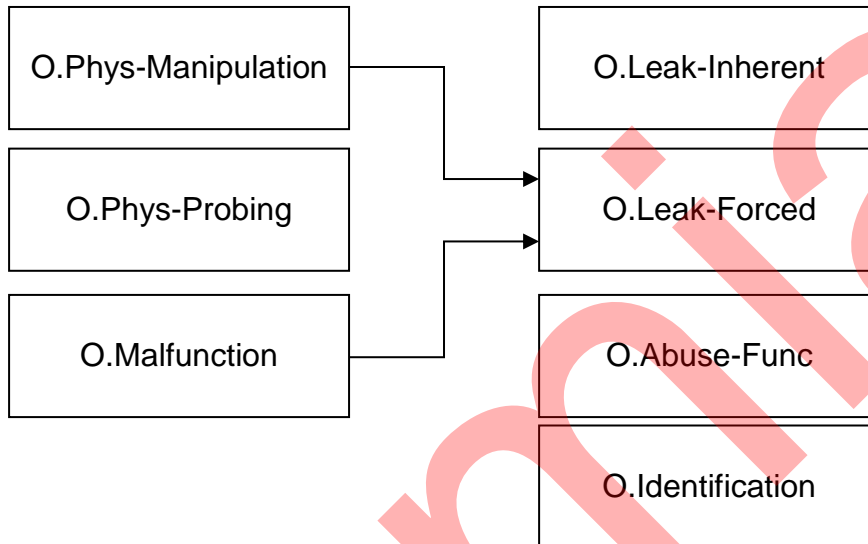 O.Phys-Manipulation
O.Leak-Inherent
O.Phys-Probing
O.Leak-Forced
O.Malfunction
O.Abuse-Func
O.Identification